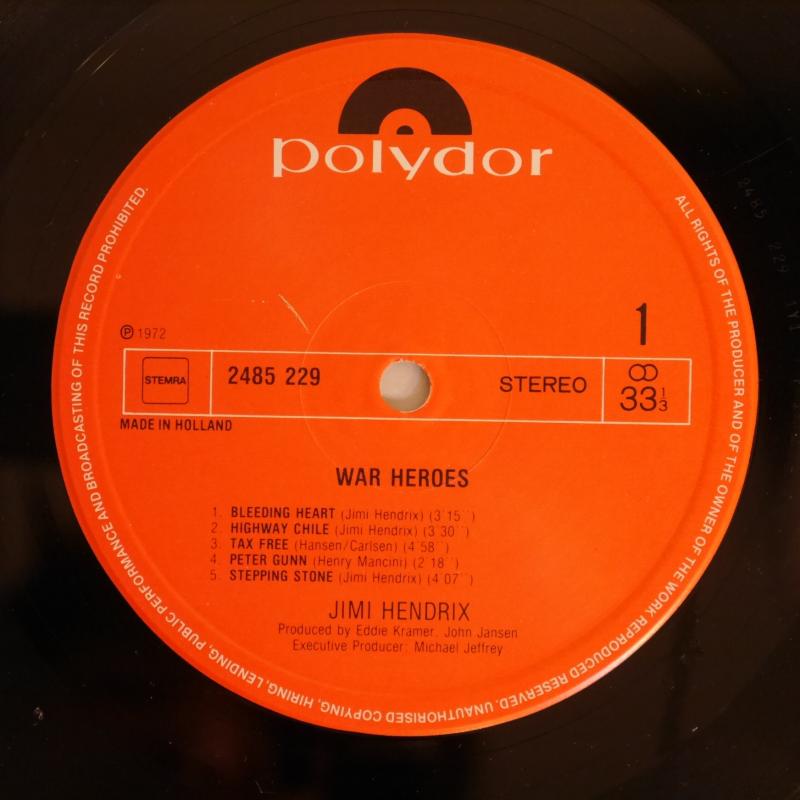 polydor
ALL RIGHTS OF THE PRODUCER AND OF THE OWNER OF THE WORK REPRODUCED RESERVED. UNAUTHORISED COPYING, HIRING, LENDING, PUBLIC PERFORMANCE AND BROADCASTING OF THIS RECORD PROHIBITED.
1
℗ 1972
STEMRA
2485 229
STEREO
33 1/3
MADE IN HOLLAND
WAR HEROES
1. BLEEDING HEART (Jimi Hendrix) (3'15'')
2. HIGHWAY CHILE (Jimi Hendrix) (3'30'')
3. TAX FREE (Hansen/Carlsen) (4'58'')
4. PETER GUNN (Henry Mancini) (2'18'')
5. STEPPING STONE (Jimi Hendrix) (4'07'')
JIMI HENDRIX
Produced by Eddie Kramer, John Jansen
Executive Producer: Michael Jeffrey
2485 229